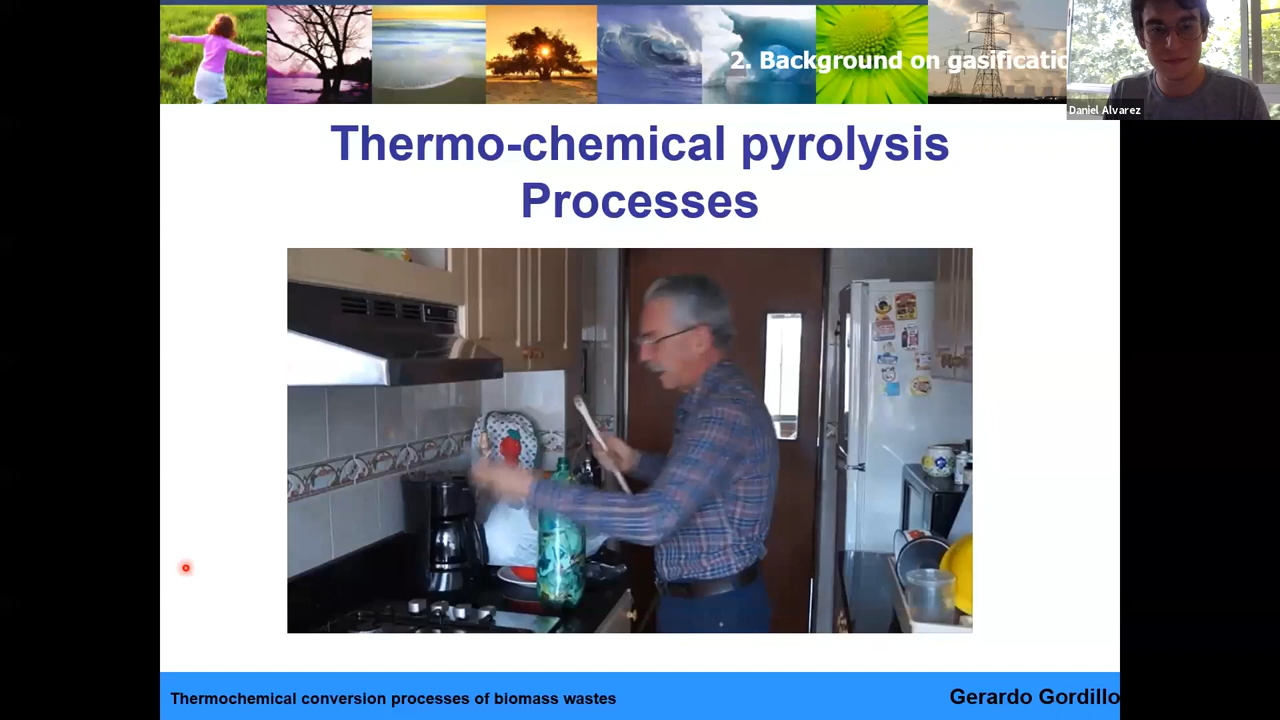 2. Background on gasificatio
Daniel Alvarez
Thermo-chemical pyrolysis
Processes
Thermochemical conversion processes of biomass wastes
Gerardo Gordillo